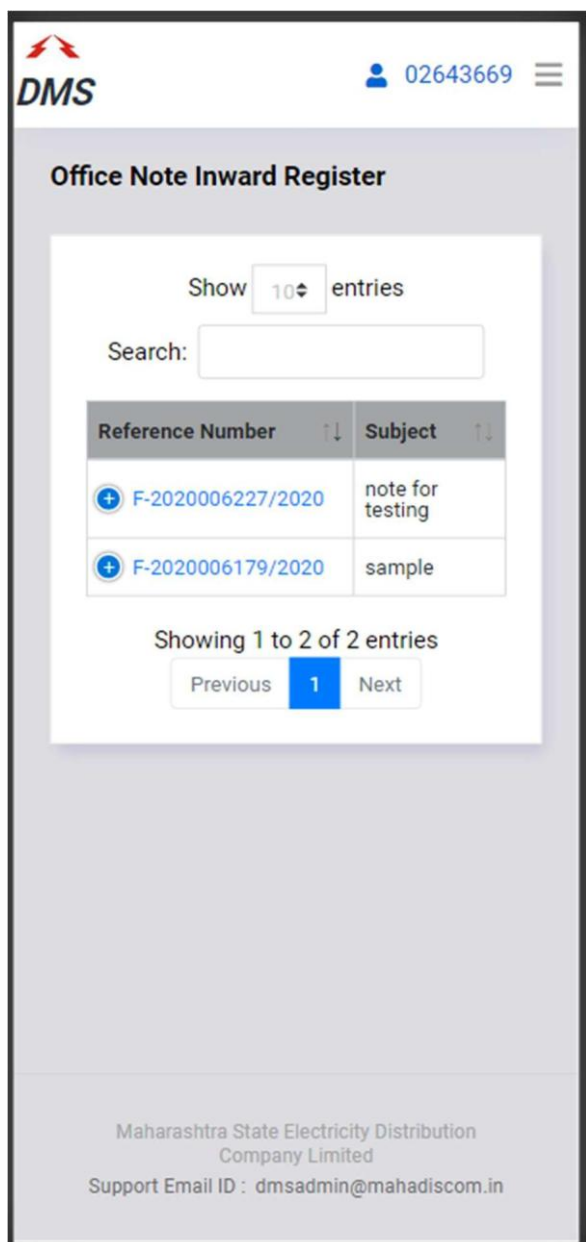 DMS
02643669
Office Note Inward Register
Show 10 entries
Search:
Reference Number Subject
F-2020006227/2020 note for
testing
F-2020006179/2020 sample
Showing 1 to 2 of 2 entries
Previous 1 Next
Maharashtra State Electricity Distribution
Company Limited
Support Email ID : dmsadmin@mahadiscom.in